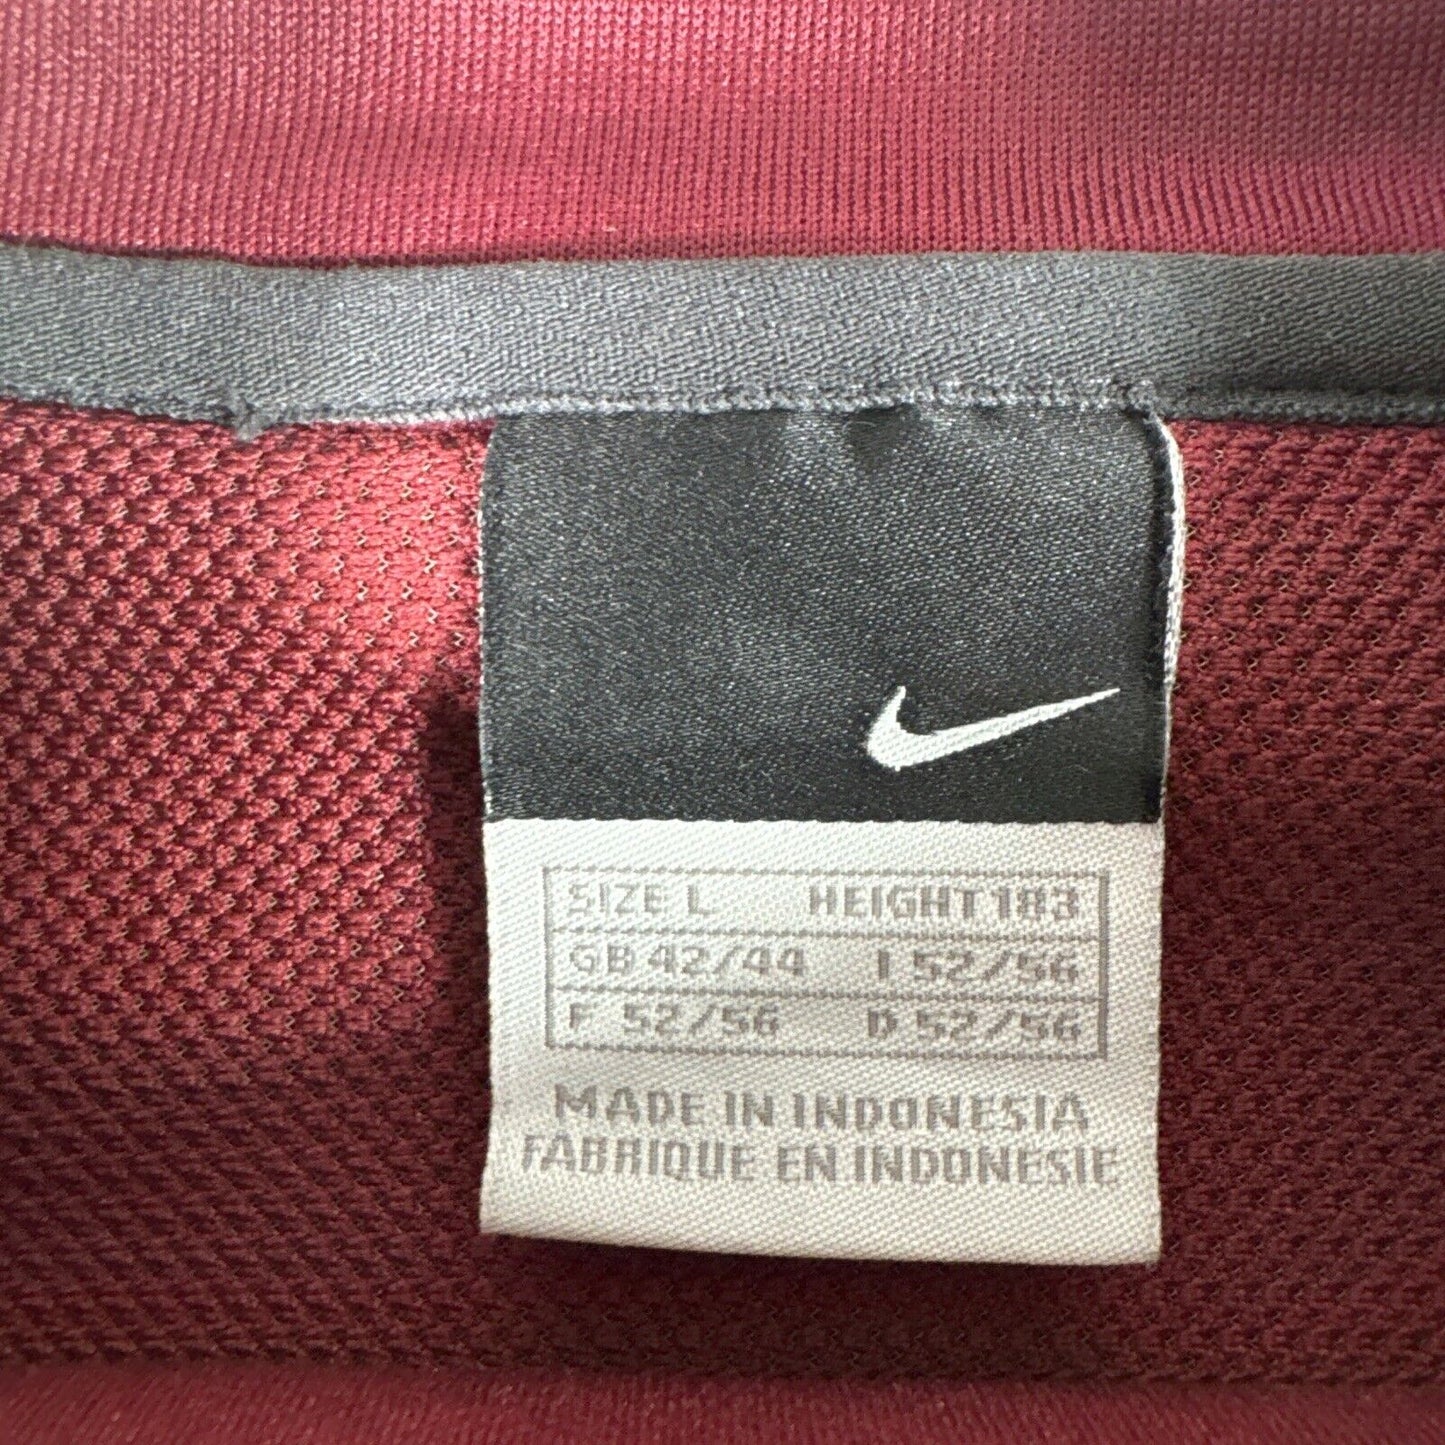 SIZE L HEIGHT 183
GB 42/44 I 52/56
F 52/56 D 52/56
MADE IN INDONESIA
FABRIQUE EN INDONESIE